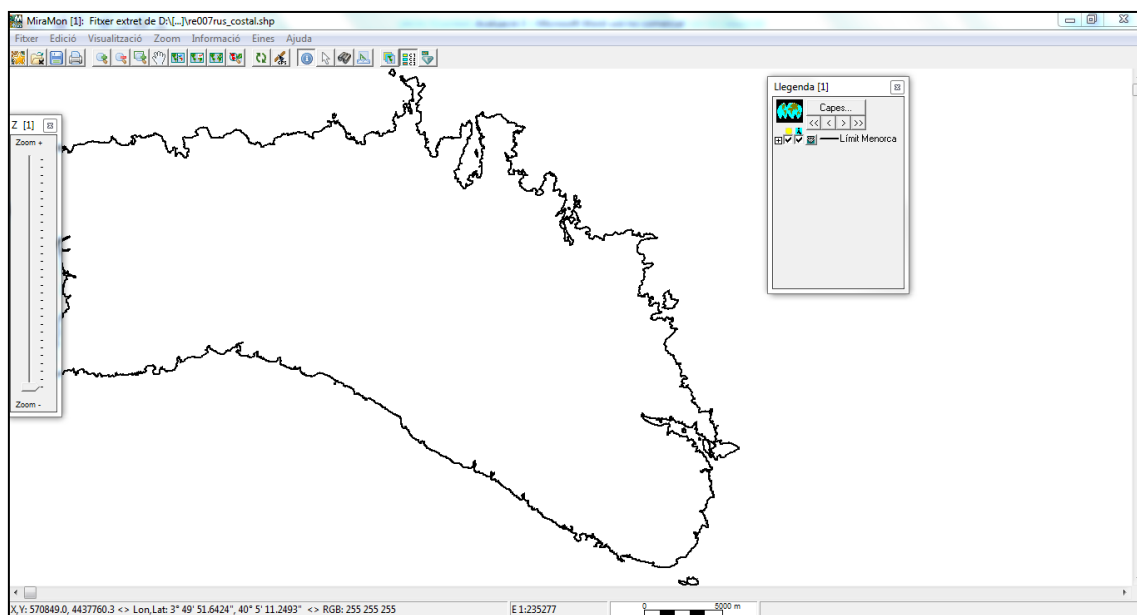 MiraMon [1]: Fitxer extret de D:\[...]\re007rus_costal.shp
Fitxer Edició Visualització Zoom Informació Eines Ajuda
Z [1]
Zoom +
Zoom -
Llegenda [1]
Capes...
<< < > >>
Límit Menorca
X,Y: 570849.0, 4437760.3 <> Lon,Lat: 3° 49' 51.6424", 40° 5' 11.2493" <> RGB: 255 255 255
E 1:235277
0 5000 m